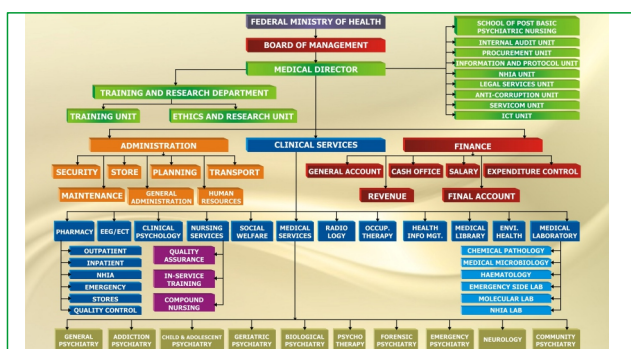 FEDERAL MINISTRY OF HEALTH
BOARD OF MANAGEMENT
MEDICAL DIRECTOR
SCHOOL OF POST BASIC
PSYCHIATRIC NURSING
INTERNAL AUDIT UNIT
PROCUREMENT UNIT
INFORMATION AND PROTOCOL UNIT
NHIA UNIT
LEGAL SERVICES UNIT
ANTI-CORRUPTION UNIT
SERVICOM UNIT
ICT UNIT
TRAINING AND RESEARCH DEPARTMENT
TRAINING UNIT
ETHICS AND RESEARCH UNIT
ADMINISTRATION
CLINICAL SERVICES
FINANCE
SECURITY
STORE
PLANNING
TRANSPORT
MAINTENANCE
GENERAL
ADMINISTRATION
HUMAN
RESOURCES
GENERAL ACCOUNT
CASH OFFICE
SALARY
EXPENDITURE CONTROL
REVENUE
FINAL ACCOUNT
PHARMACY
EEG/ECT
CLINICAL
PSYCHOLOGY
NURSING
SERVICES
SOCIAL
WELFARE
MEDICAL
SERVICES
RADIO
LOGY
OCCUP.
THERAPY
HEALTH
INFO MGT.
MEDICAL
LIBRARY
ENVI.
HEALTH
MEDICAL
LABORATORY
OUTPATIENT
INPATIENT
NHIA
EMERGENCY
STORES
QUALITY CONTROL
QUALITY
ASSURANCE
IN-SERVICE
TRAINING
COMPOUND
NURSING
CHEMICAL PATHOLOGY
MEDICAL MICROBIOLOGY
HAEMATOLOGY
EMERGENCY SIDE LAB
MOLECULAR LAB
NHIA LAB
GENERAL
PSYCHIATRY
ADDICTION
PSYCHIATRY
CHILD & ADOLESCENT
PSYCHIATRY
GERIATRIC
PSYCHIATRY
BIOLOGICAL
PSYCHIATRY
PSYCHO
THERAPY
FORENSIC
PSYCHIATRY
EMERGENCY
PSYCHIATRY
NEUROLOGY
COMMUNITY
PSYCHIATRY